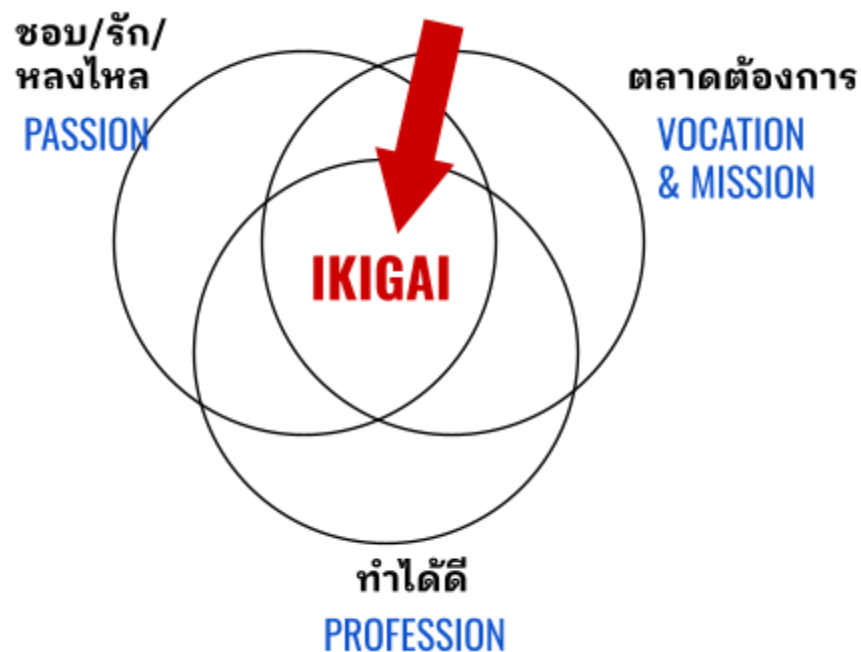 ชอบ/รัก/
หลงไหล
PASSION
ตลาดต้องการ
VOCATION
& MISSION
IKIGAI
ทำได้ดี
PROFESSION